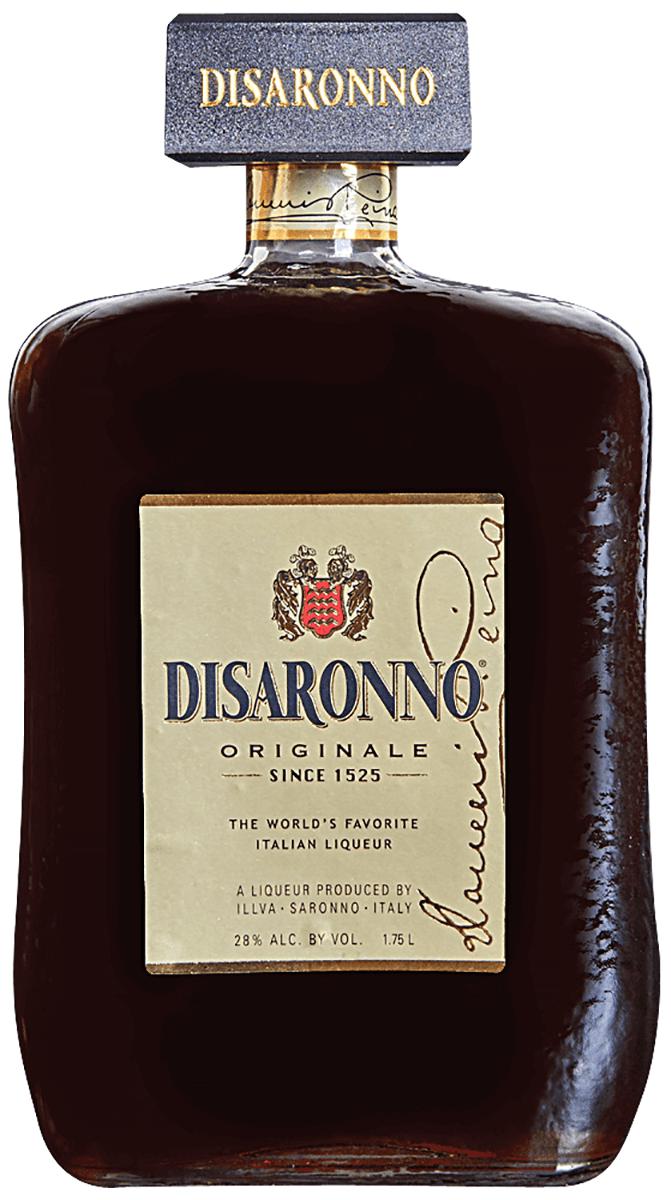 DISARONNO
DISARONNO®
ORIGINALE
SINCE 1525
THE WORLD'S FAVORITE
ITALIAN LIQUEUR
A LIQUEUR PRODUCED BY
ILLVA · SARONNO · ITALY
28% ALC. BY VOL. 1.75 L